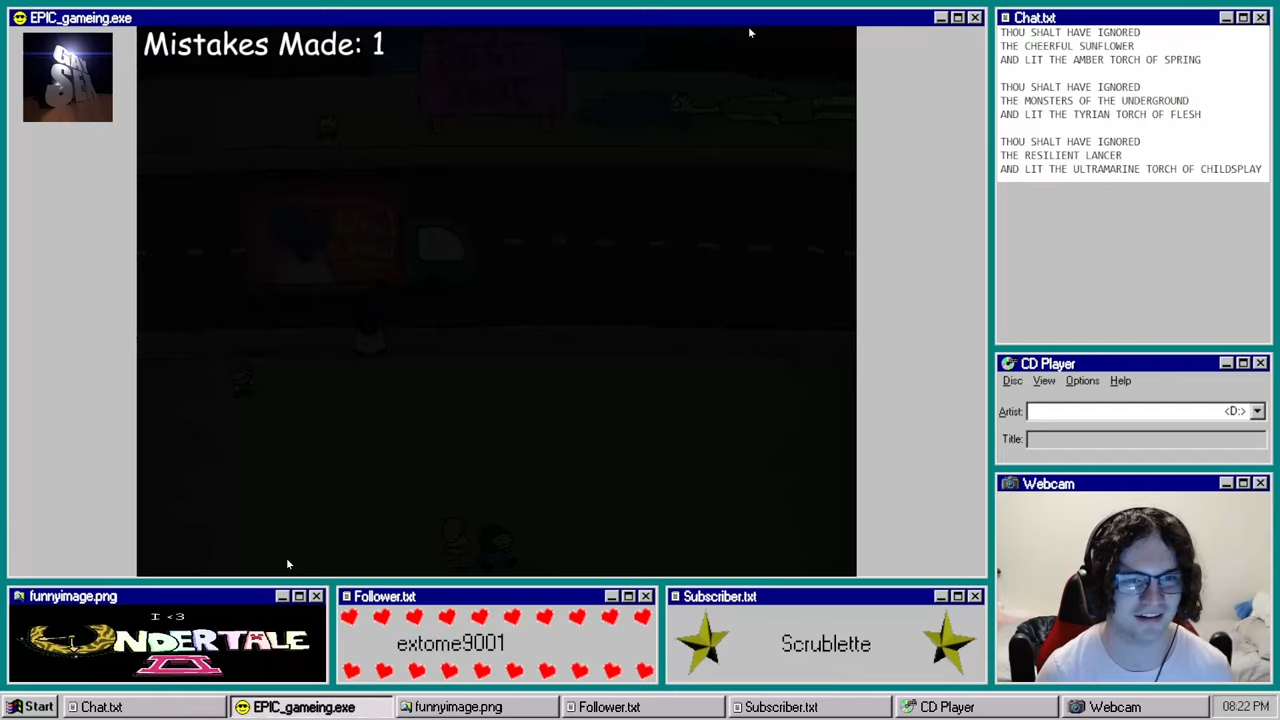 EPIC_gameing.exe
GAY
SEX
Mistakes Made: 1
Chat.txt
THOU SHALT HAVE IGNORED
THE CHEERFUL SUNFLOWER
AND LIT THE AMBER TORCH OF SPRING
THOU SHALT HAVE IGNORED
THE MONSTERS OF THE UNDERGROUND
AND LIT THE TYRIAN TORCH OF FLESH
THOU SHALT HAVE IGNORED
THE RESILIENT LANCER
AND LIT THE ULTRAMARINE TORCH OF CHILDSPLAY
CD Player
Disc View Options Help
Artist: <D:>
Title:
Webcam
funnyimage.png
I <3
UNDERTALE
II
Follower.txt
extome9001
Subscriber.txt
Scrublette
Start Chat.txt EPIC_gameing.exe funnyimage.png Follower.txt Subscriber.txt CD Player Webcam 08:22 PM